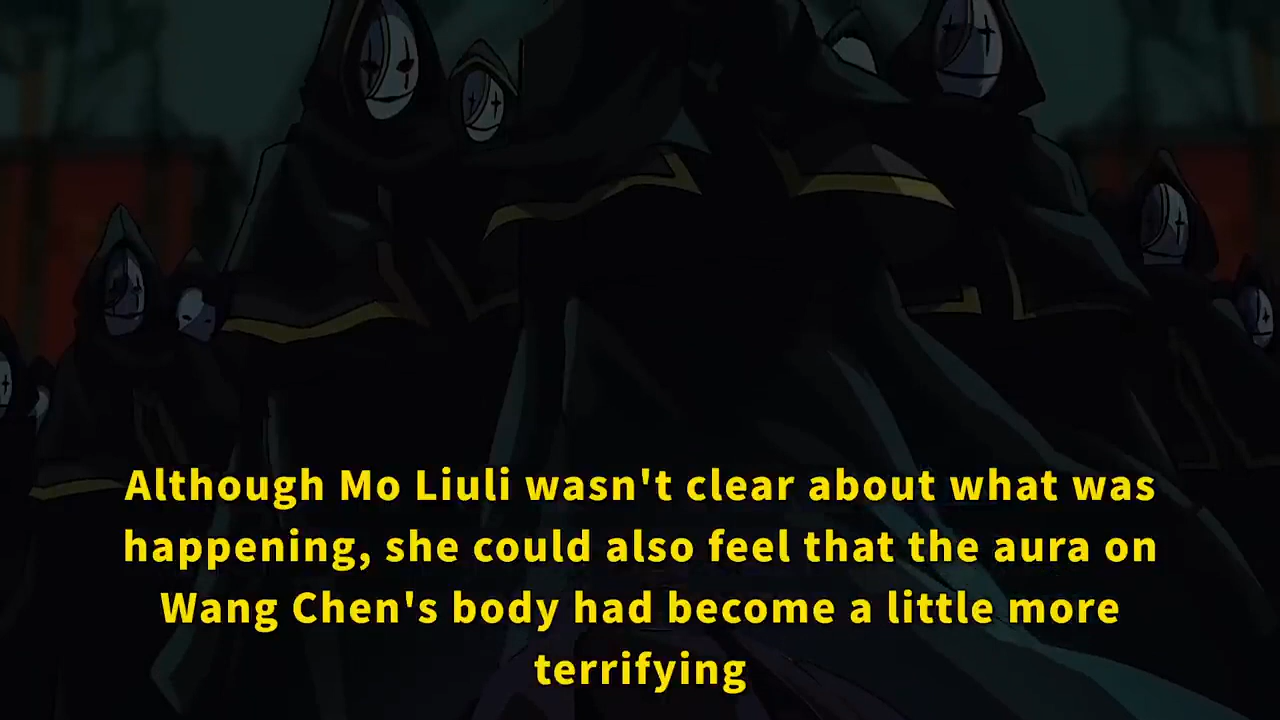 Although Mo Liuli wasn't clear about what was
happening, she could also feel that the aura on
Wang Chen's body had become a little more
terrifying